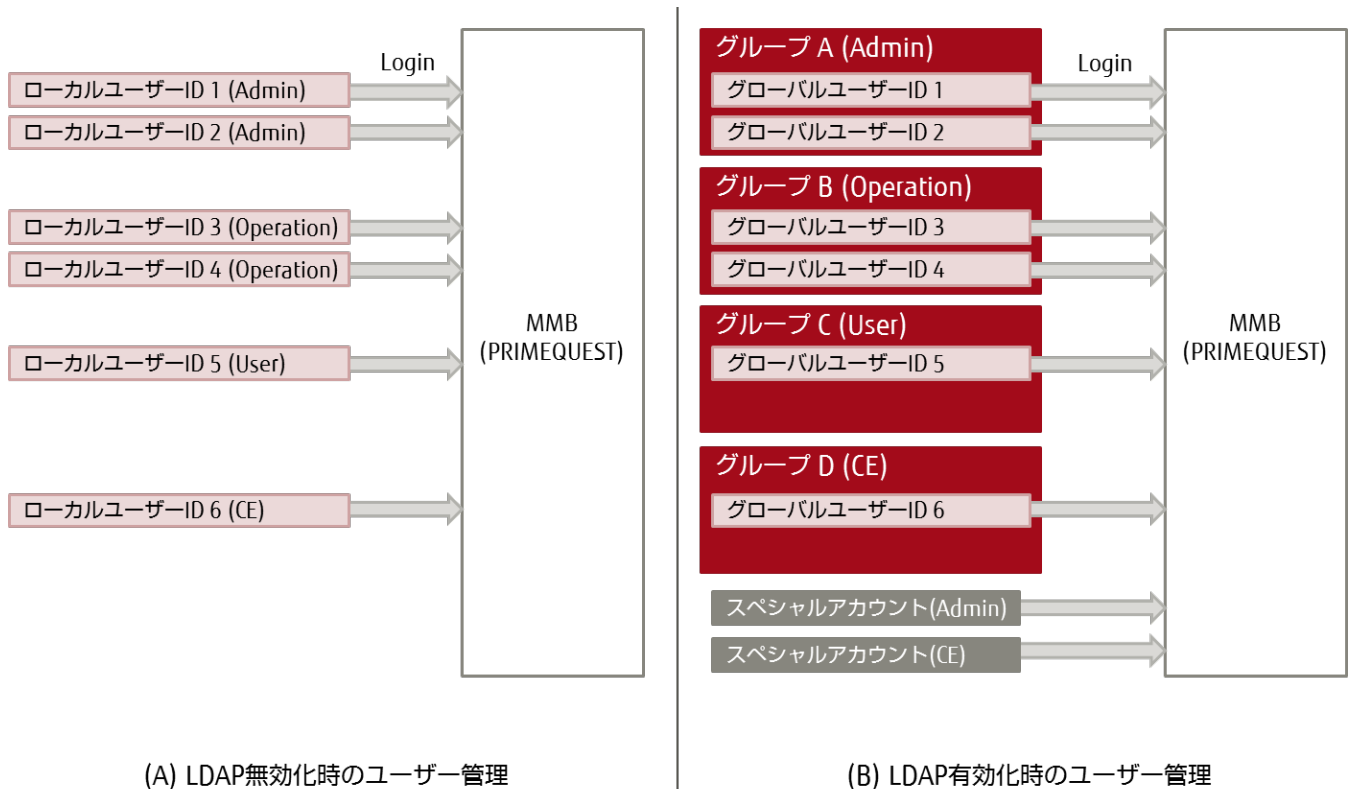 Login
ローカルユーザーID 1 (Admin)
ローカルユーザーID 2 (Admin)
ローカルユーザーID 3 (Operation)
ローカルユーザーID 4 (Operation)
ローカルユーザーID 5 (User)
ローカルユーザーID 6 (CE)
MMB
(PRIMEQUEST)
(A) LDAP無効化時のユーザー管理
グループ A (Admin)
Login
グローバルユーザーID 1
グローバルユーザーID 2
グループ B (Operation)
グローバルユーザーID 3
グローバルユーザーID 4
グループ C (User)
グローバルユーザーID 5
グループ D (CE)
グローバルユーザーID 6
スペシャルアカウント(Admin)
スペシャルアカウント(CE)
MMB
(PRIMEQUEST)
(B) LDAP有効化時のユーザー管理